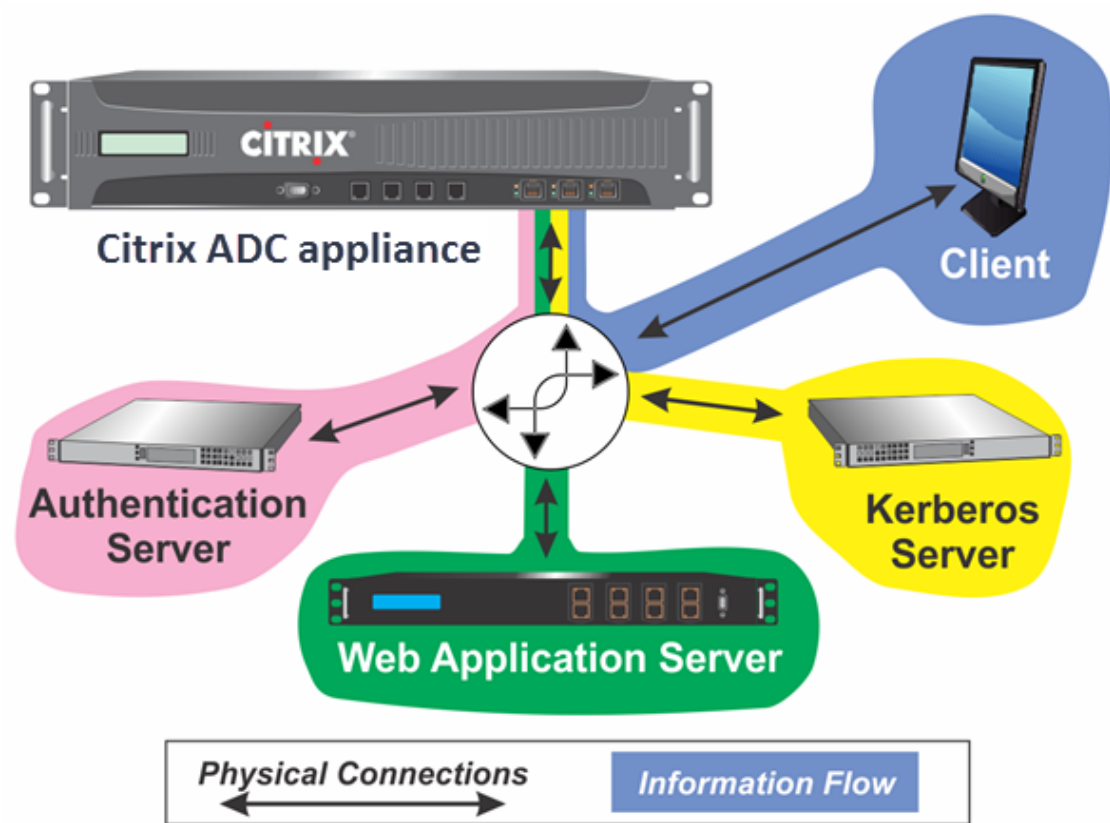 CITRIX®
Citrix ADC appliance
Client
Authentication
Server
Kerberos
Server
Web Application Server
Physical Connections
Information Flow